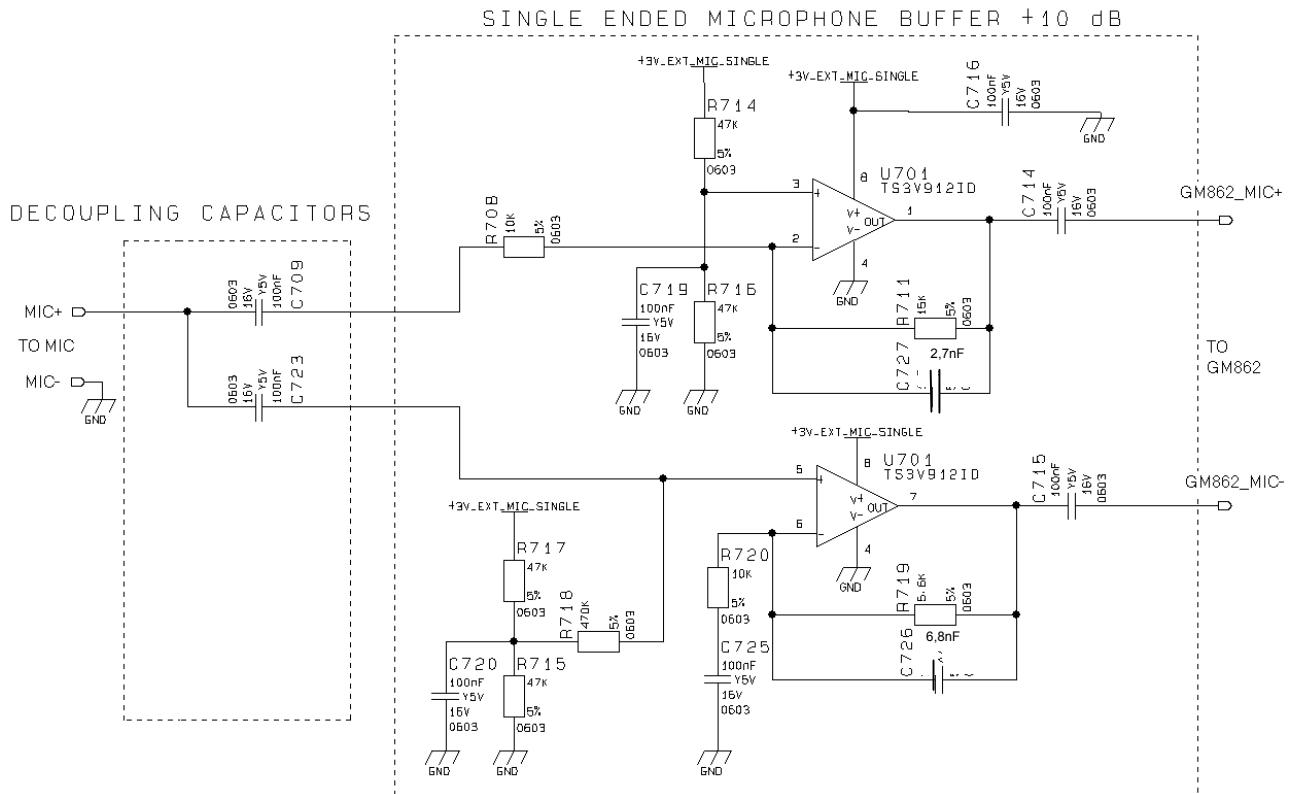 SINGLE ENDED MICROPHONE BUFFER +10 dB
+3V_EXT_MIC_SINGLE
+3V_EXT_MIC_SINGLE
C716
100nF
Y5V
16V
0603
GND
R714
47K
5%
0603
U701
TS3V912ID
3
+
2
-
8
V+
V-
OUT
1
4
GND
C714
100nF
Y5V
16V
0603
GM862_MIC+
DECOUPLING CAPACITORS
R708
10K
5%
0603
0603
16V
Y5V
100nF
C709
MIC+
TO MIC
MIC-
GND
0603
16V
Y5V
100nF
C723
C719
100nF
Y5V
16V
0603
GND
R716
47K
5%
0603
GND
R711
15K
5%
0603
C727
2,7nF
TO
GM862
+3V_EXT_MIC_SINGLE
U701
TS3V912ID
5
+
6
-
8
V+
V-
OUT
7
4
GND
C715
100nF
Y5V
16V
0603
GM862_MIC-
+3V_EXT_MIC_SINGLE
R717
47K
5%
0603
R718
470K
5%
0603
C720
100nF
Y5V
16V
0603
GND
R715
47K
5%
0603
GND
R720
10K
5%
0603
C725
100nF
Y5V
16V
0603
GND
R719
5.6K
5%
0603
C726
6,8nF